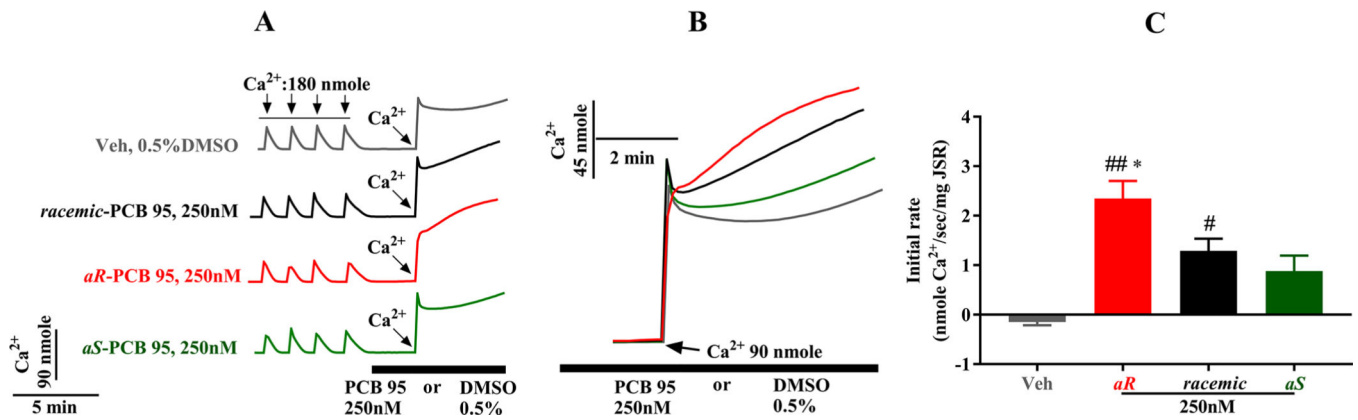 A
B
C
Ca²⁺:180 nmole
Ca²⁺
Veh, 0.5%DMSO
Ca²⁺
racemic-PCB 95, 250nM
Ca²⁺
aR-PCB 95, 250nM
Ca²⁺
aS-PCB 95, 250nM
Ca²⁺
90 nmole
5 min
PCB 95 or DMSO
250nM 0.5%
Ca²⁺
45 nmole
2 min
Ca²⁺ 90 nmole
PCB 95 or DMSO
250nM 0.5%
Initial rate
(nmole Ca²⁺/sec/mg JSR)
4
3
2
1
0
-1
## *
#
Veh aR racemic aS
250nM